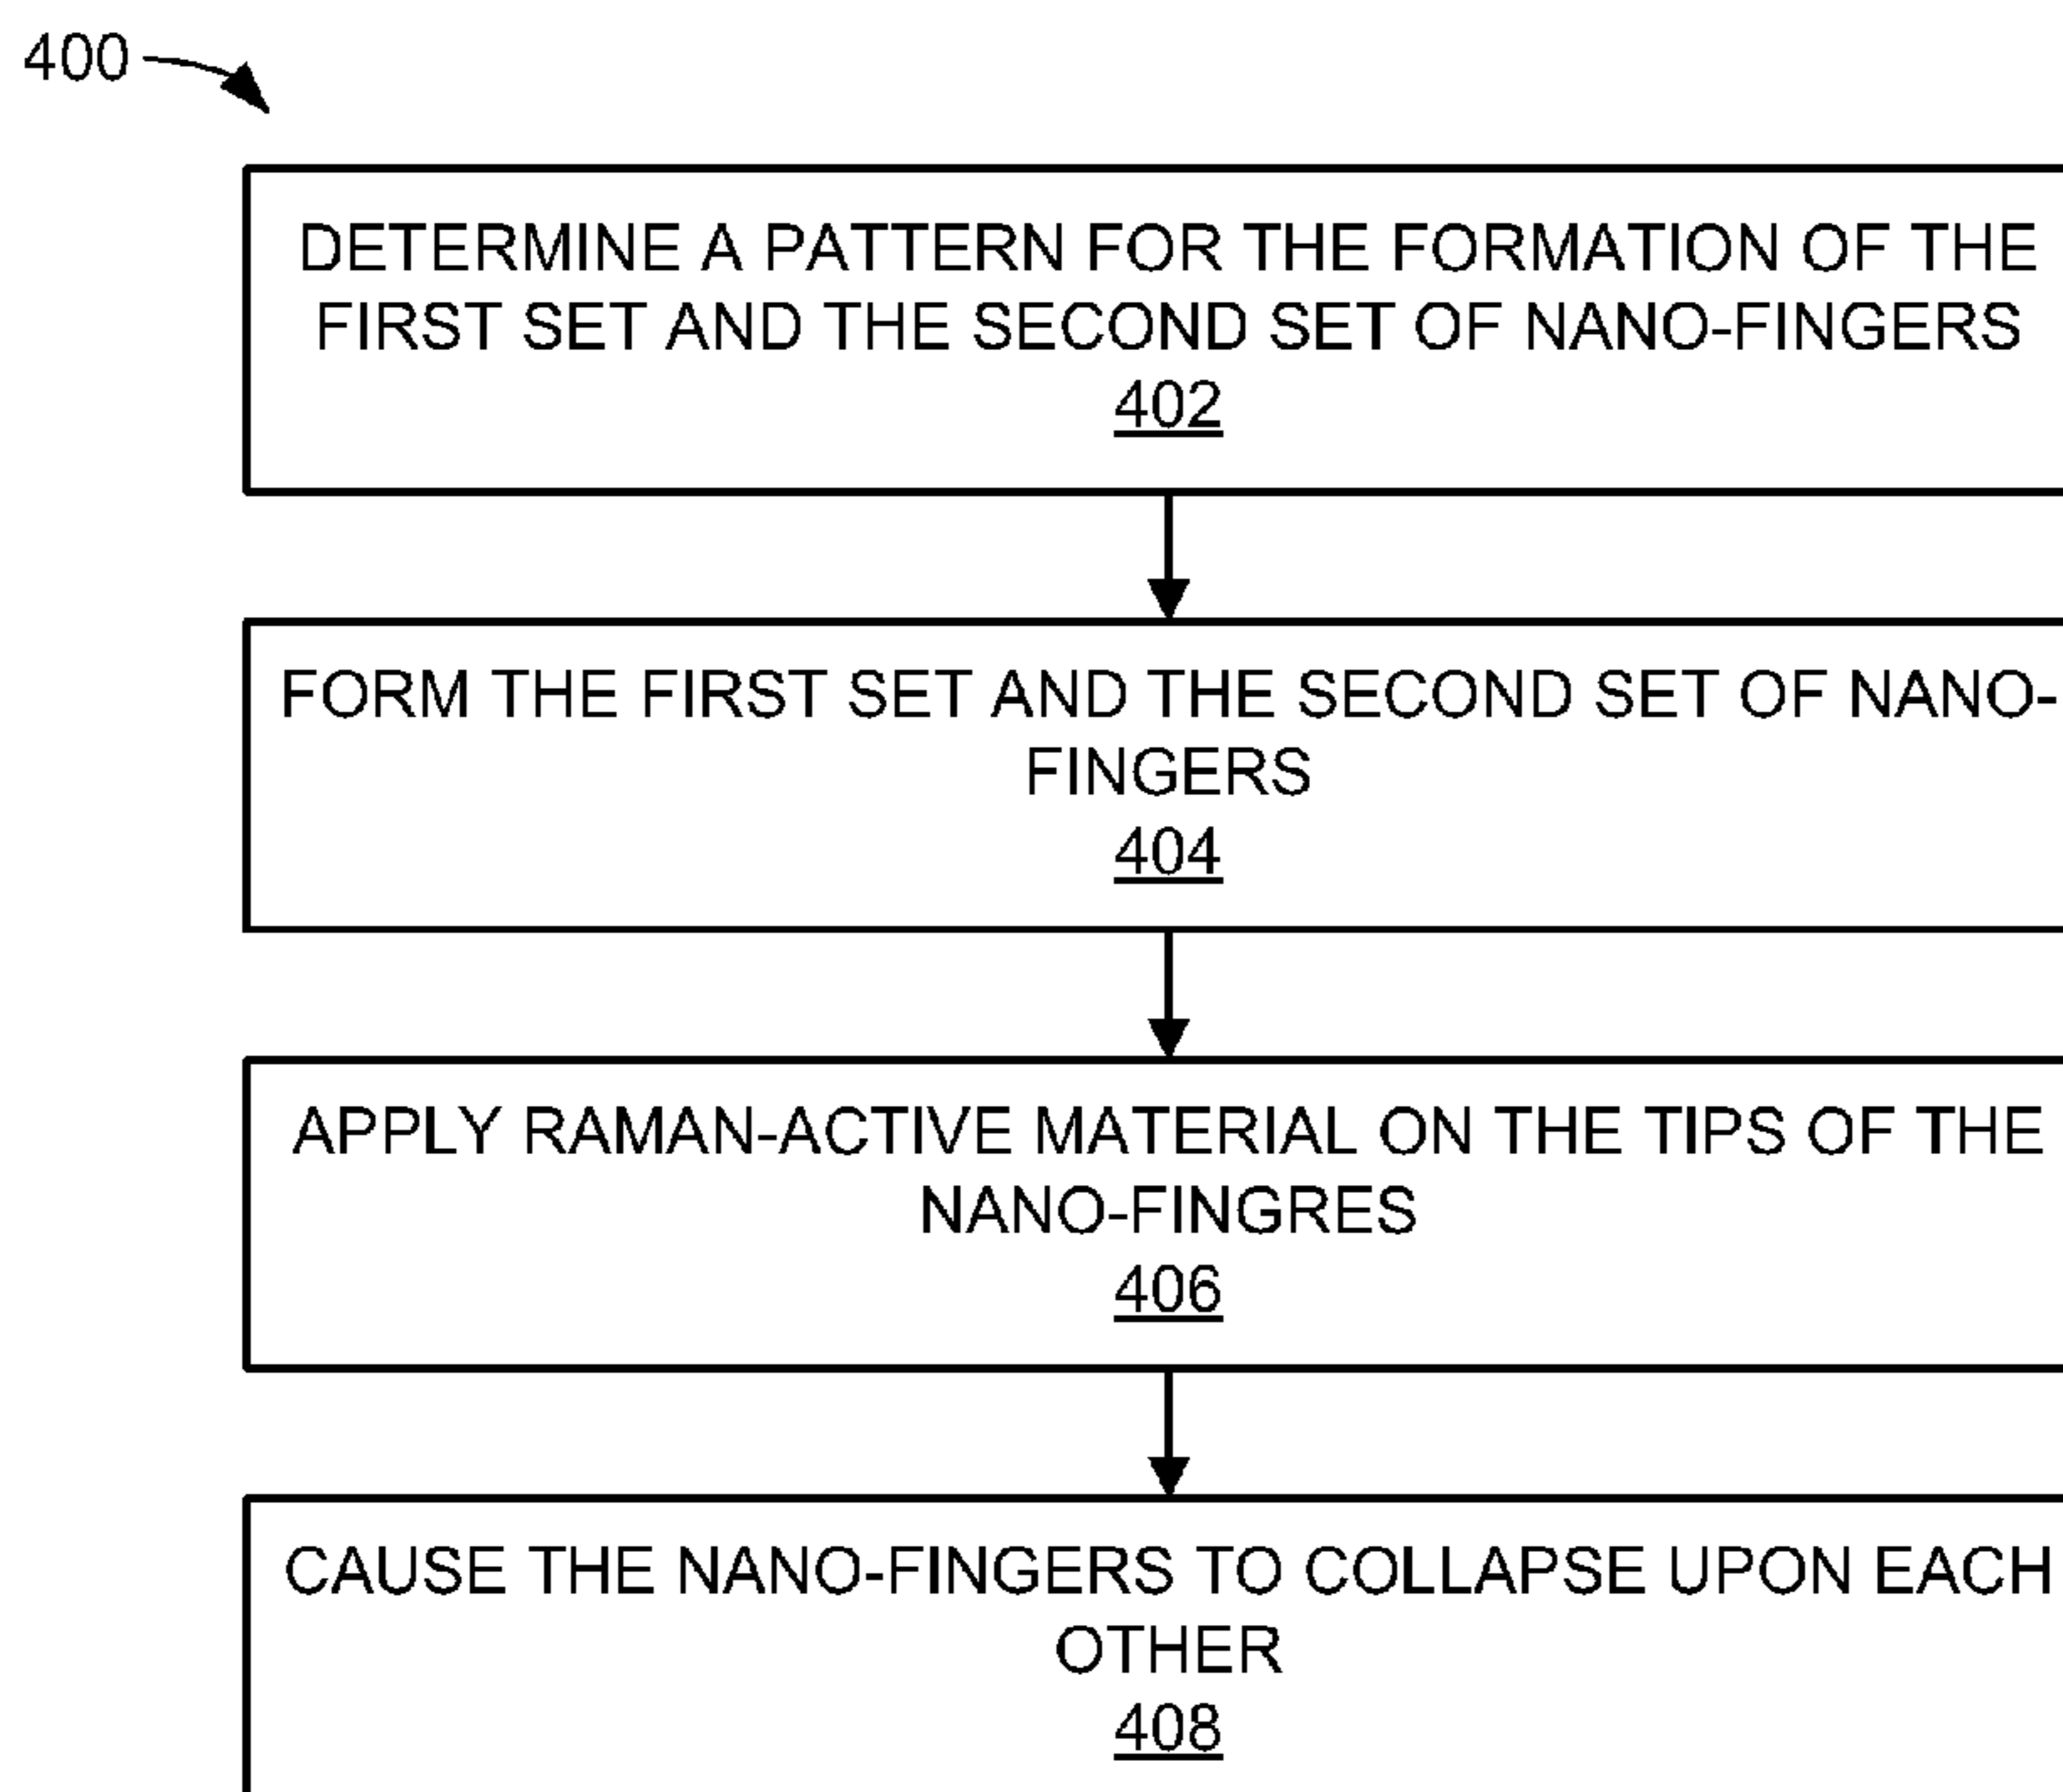 400
DETERMINE A PATTERN FOR THE FORMATION OF THE
FIRST SET AND THE SECOND SET OF NANO-FINGERS
402
FORM THE FIRST SET AND THE SECOND SET OF NANO-
FINGERS
404
APPLY RAMAN-ACTIVE MATERIAL ON THE TIPS OF THE
NANO-FINGRES
406
CAUSE THE NANO-FINGERS TO COLLAPSE UPON EACH
OTHER
408